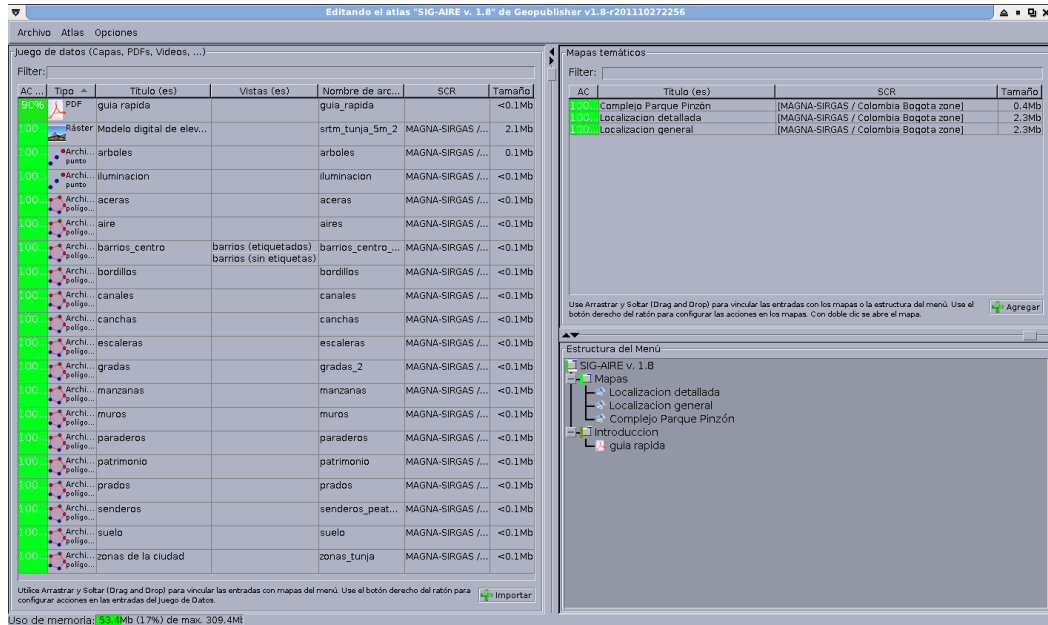 Editando el atlas "SIG-AIRE v. 1.8" de Geopublisher v1.8-r201110272256
Archivo Atlas Opciones
Juego de datos (Capas, PDFs, Videos, ...)
Filter:
AC ... Tipo Título (es) Vistas (es) Nombre de arc... SCR Tamaño
90% PDF guia rapida guia_rapida <0.1Mb
100... Ráster Modelo digital de elev... srtm_tunja_5m_2 MAGNA-SIRGAS /... 2.1Mb
100... Archi... punto arboles arboles MAGNA-SIRGAS /... 0.1Mb
100... Archi... punto iluminacion iluminacion MAGNA-SIRGAS /... <0.1Mb
100... Archi... polígo... aceras aceras MAGNA-SIRGAS /... <0.1Mb
100... Archi... polígo... aire aires MAGNA-SIRGAS /... <0.1Mb
100... Archi... polígo... barrios_centro barrios (etiquetados) barrios (sin etiquetas) barrios_centro_... MAGNA-SIRGAS /... <0.1Mb
100... Archi... polígo... bordillos bordillos MAGNA-SIRGAS /... <0.1Mb
100... Archi... polígo... canales canales MAGNA-SIRGAS /... <0.1Mb
100... Archi... polígo... canchas canchas MAGNA-SIRGAS /... <0.1Mb
100... Archi... polígo... escaleras escaleras MAGNA-SIRGAS /... <0.1Mb
100... Archi... polígo... gradas gradas_2 MAGNA-SIRGAS /... <0.1Mb
100... Archi... polígo... manzanas manzanas MAGNA-SIRGAS /... <0.1Mb
100... Archi... polígo... muros muros MAGNA-SIRGAS /... <0.1Mb
100... Archi... polígo... paraderos paraderos MAGNA-SIRGAS /... <0.1Mb
100... Archi... polígo... patrimonio patrimonio MAGNA-SIRGAS /... <0.1Mb
100... Archi... polígo... prados prados MAGNA-SIRGAS /... <0.1Mb
100... Archi... polígo... senderos senderos_peat... MAGNA-SIRGAS /... <0.1Mb
100... Archi... polígo... suelo suelo MAGNA-SIRGAS /... <0.1Mb
100... Archi... polígo... zonas de la ciudad zonas_tunja MAGNA-SIRGAS /... <0.1Mb
Utilice Arrastrar y Soltar (Drag and Drop) para vincular las entradas con mapas del menú. Use el botón derecho del ratón para
configurar acciones en las entradas del Juego de Datos.
Importar
Uso de memoria: 53.4Mb (17%) de max. 309.4Mb
Mapas temáticos
Filter:
AC Título (es) SCR Tamaño
100... Complejo Parque Pinzón [MAGNA-SIRGAS / Colombia Bogota zone] 0.4Mb
100... Localizacion detallada [MAGNA-SIRGAS / Colombia Bogota zone] 2.3Mb
100... Localizacion general [MAGNA-SIRGAS / Colombia Bogota zone] 2.3Mb
Use Arrastrar y Soltar (Drag and Drop) para vincular las entradas con los mapas o la estructura del menú. Use el
botón derecho del ratón para configurar las acciones en los mapas. Con doble clic se abre el mapa.
Agregar
Estructura del Menú
SIG-AIRE v. 1.8
Mapas
Localizacion detallada
Localizacion general
Complejo Parque Pinzón
Introduccion
guia rapida